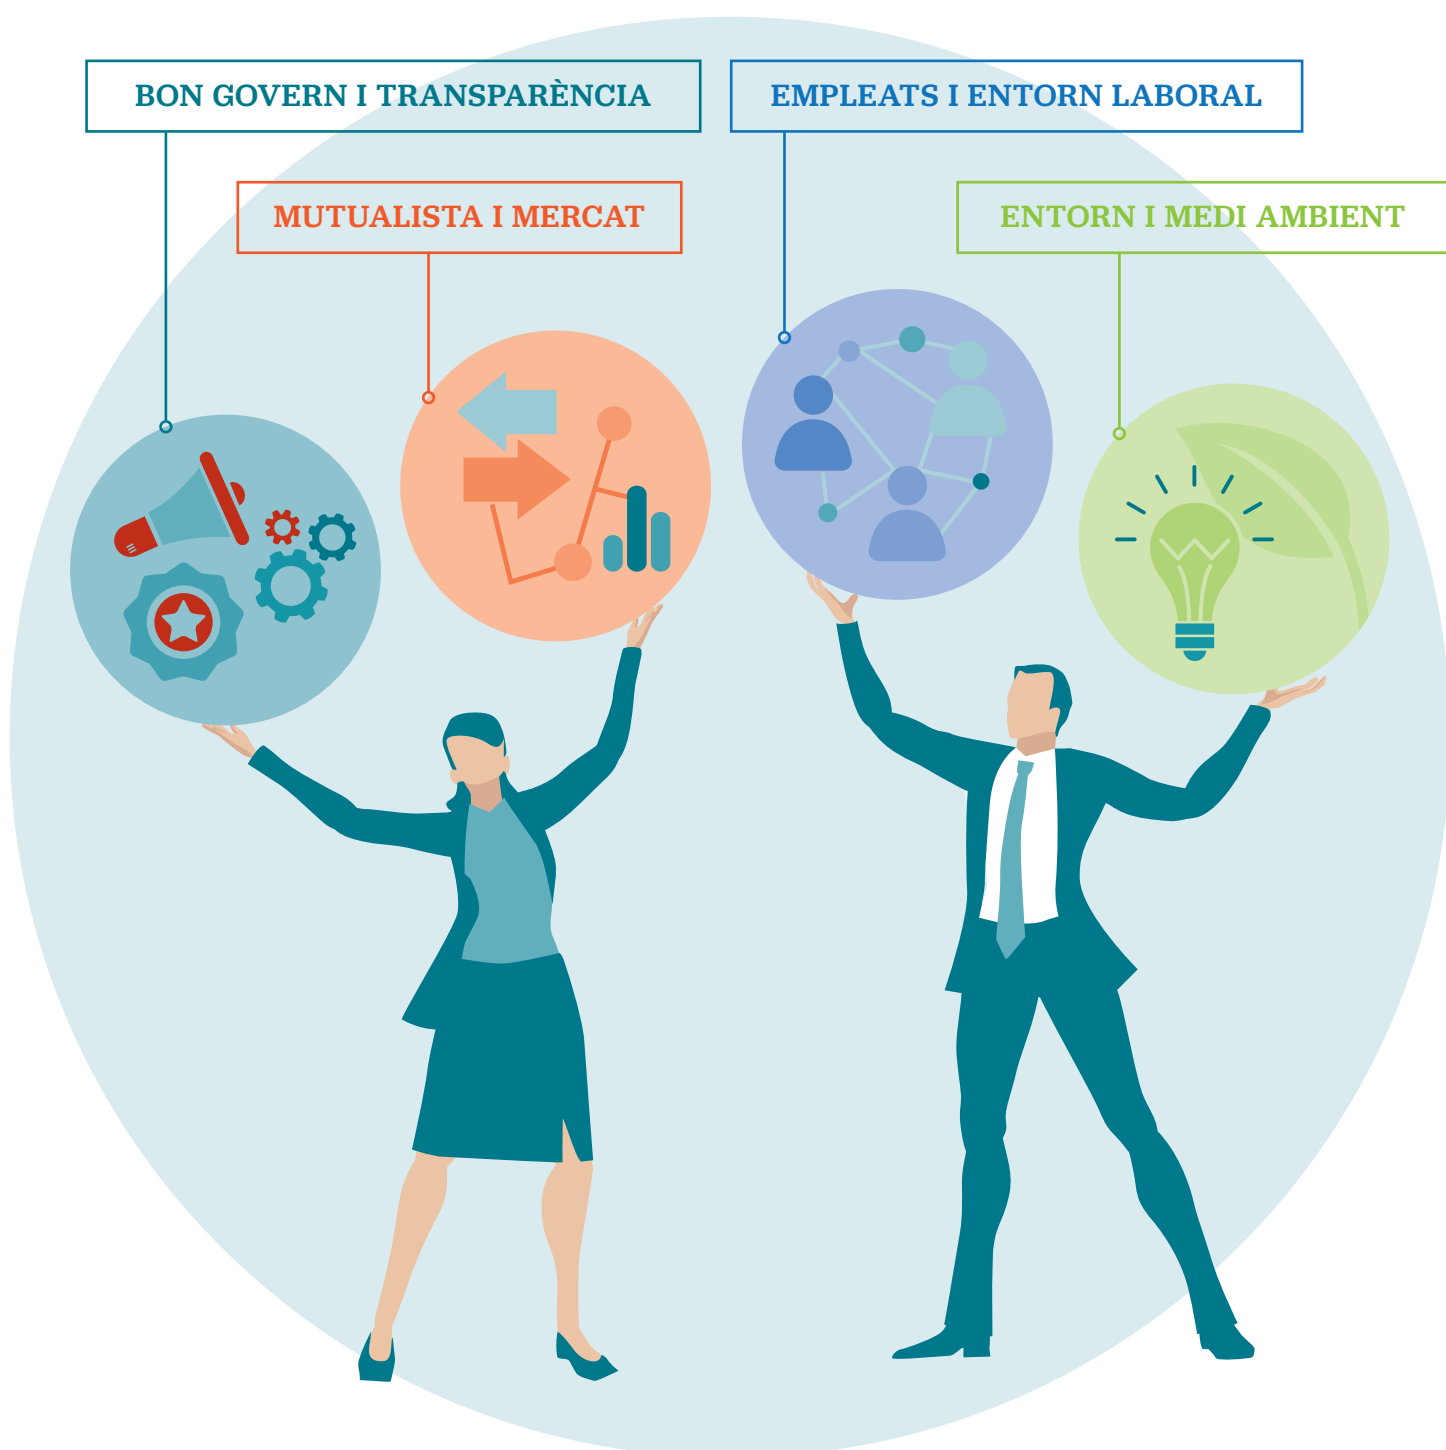 BON GOVERN I TRANSPARÈNCIA
EMPLEATS I ENTORN LABORAL
MUTUALISTA I MERCAT
ENTORN I MEDI AMBIENT